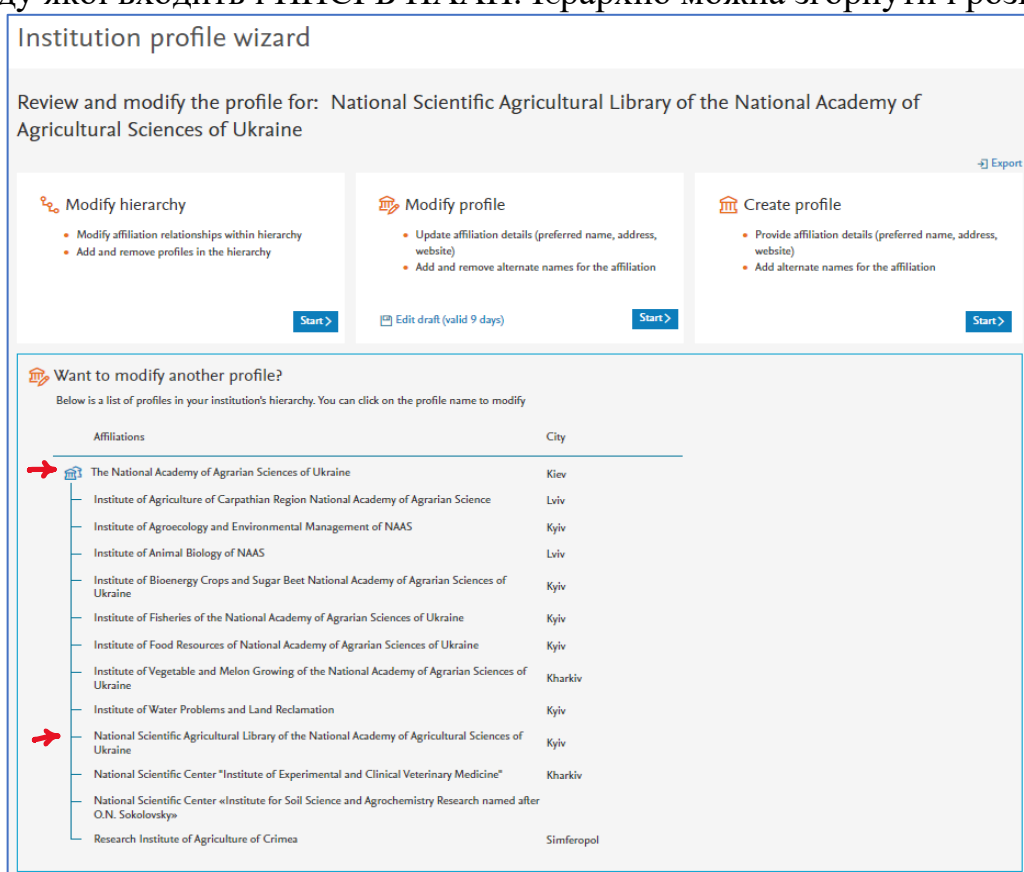 ду якої входить і ННСГБ НААН. Ієрархію можна згорнути і розг
Institution profile wizard
Review and modify the profile for: National Scientific Agricultural Library of the National Academy of
Agricultural Sciences of Ukraine
Export
Modify hierarchy
• Modify affiliation relationships within hierarchy
• Add and remove profiles in the hierarchy
Start
Modify profile
• Update affiliation details (preferred name, address,
website)
• Add and remove alternate names for the affiliation
Edit draft (valid 9 days)
Start
Create profile
• Provide affiliation details (preferred name, address,
website)
• Add alternate names for the affiliation
Start
Want to modify another profile?
Below is a list of profiles in your institution's hierarchy. You can click on the profile name to modify
Affiliations City
The National Academy of Agrarian Sciences of Ukraine Kiev
Institute of Agriculture of Carpathian Region National Academy of Agrarian Science Lviv
Institute of Agroecology and Environmental Management of NAAS Kyiv
Institute of Animal Biology of NAAS Lviv
Institute of Bioenergy Crops and Sugar Beet National Academy of Agrarian Sciences of
Ukraine Kyiv
Institute of Fisheries of the National Academy of Agrarian Sciences of Ukraine Kyiv
Institute of Food Resources of National Academy of Agrarian Sciences of Ukraine Kyiv
Institute of Vegetable and Melon Growing of the National Academy of Agrarian Sciences of
Ukraine Kharkiv
Institute of Water Problems and Land Reclamation Kyiv
National Scientific Agricultural Library of the National Academy of Agricultural Sciences of
Ukraine Kyiv
National Scientific Center "Institute of Experimental and Clinical Veterinary Medicine" Kharkiv
National Scientific Center «Institute for Soil Science and Agrochemistry Research named after
O.N. Sokolovsky»
Research Institute of Agriculture of Crimea Simferopol